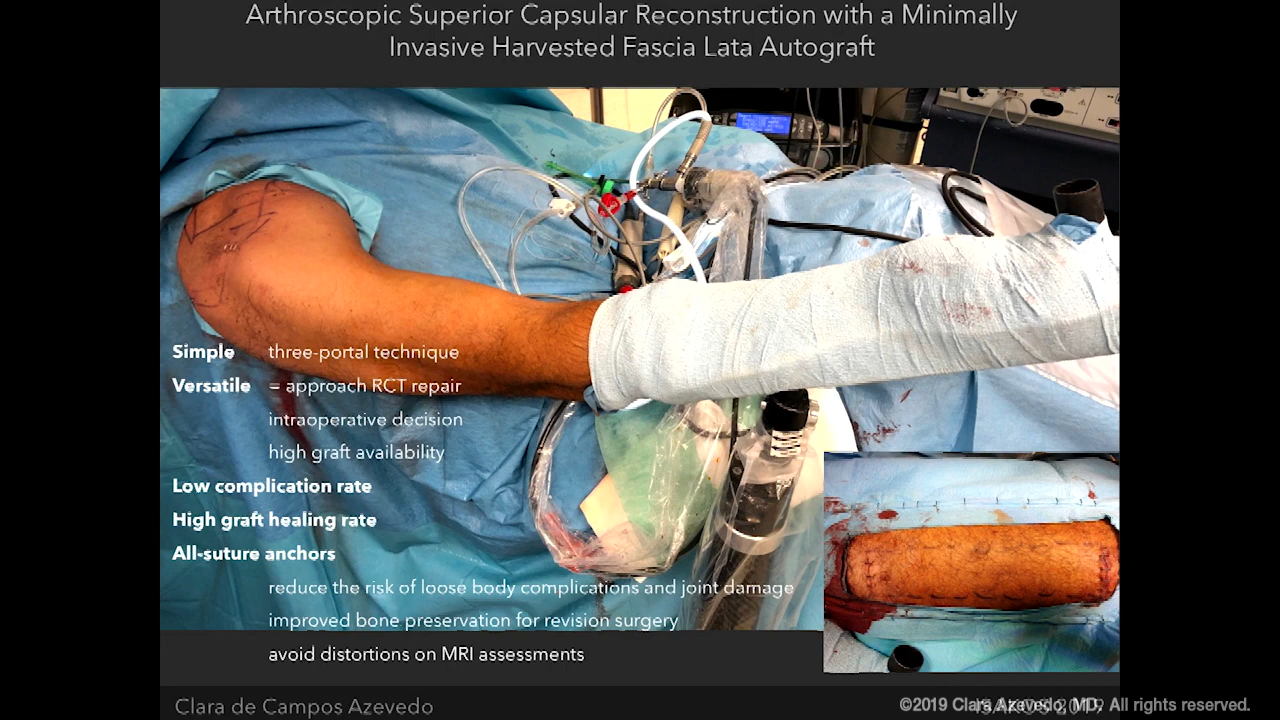 Arthroscopic Superior Capsular Reconstruction with a Minimally
Invasive Harvested Fascia Lata Autograft
Simple three-portal technique
Versatile = approach RCT repair
intraoperative decision
high graft availability
Low complication rate
High graft healing rate
All-suture anchors
reduce the risk of loose body complications and joint damage
improved bone preservation for revision surgery
avoid distortions on MRI assessments
Clara de Campos Azevedo
©2019 Clara Azevedo, MD. All rights reserved.